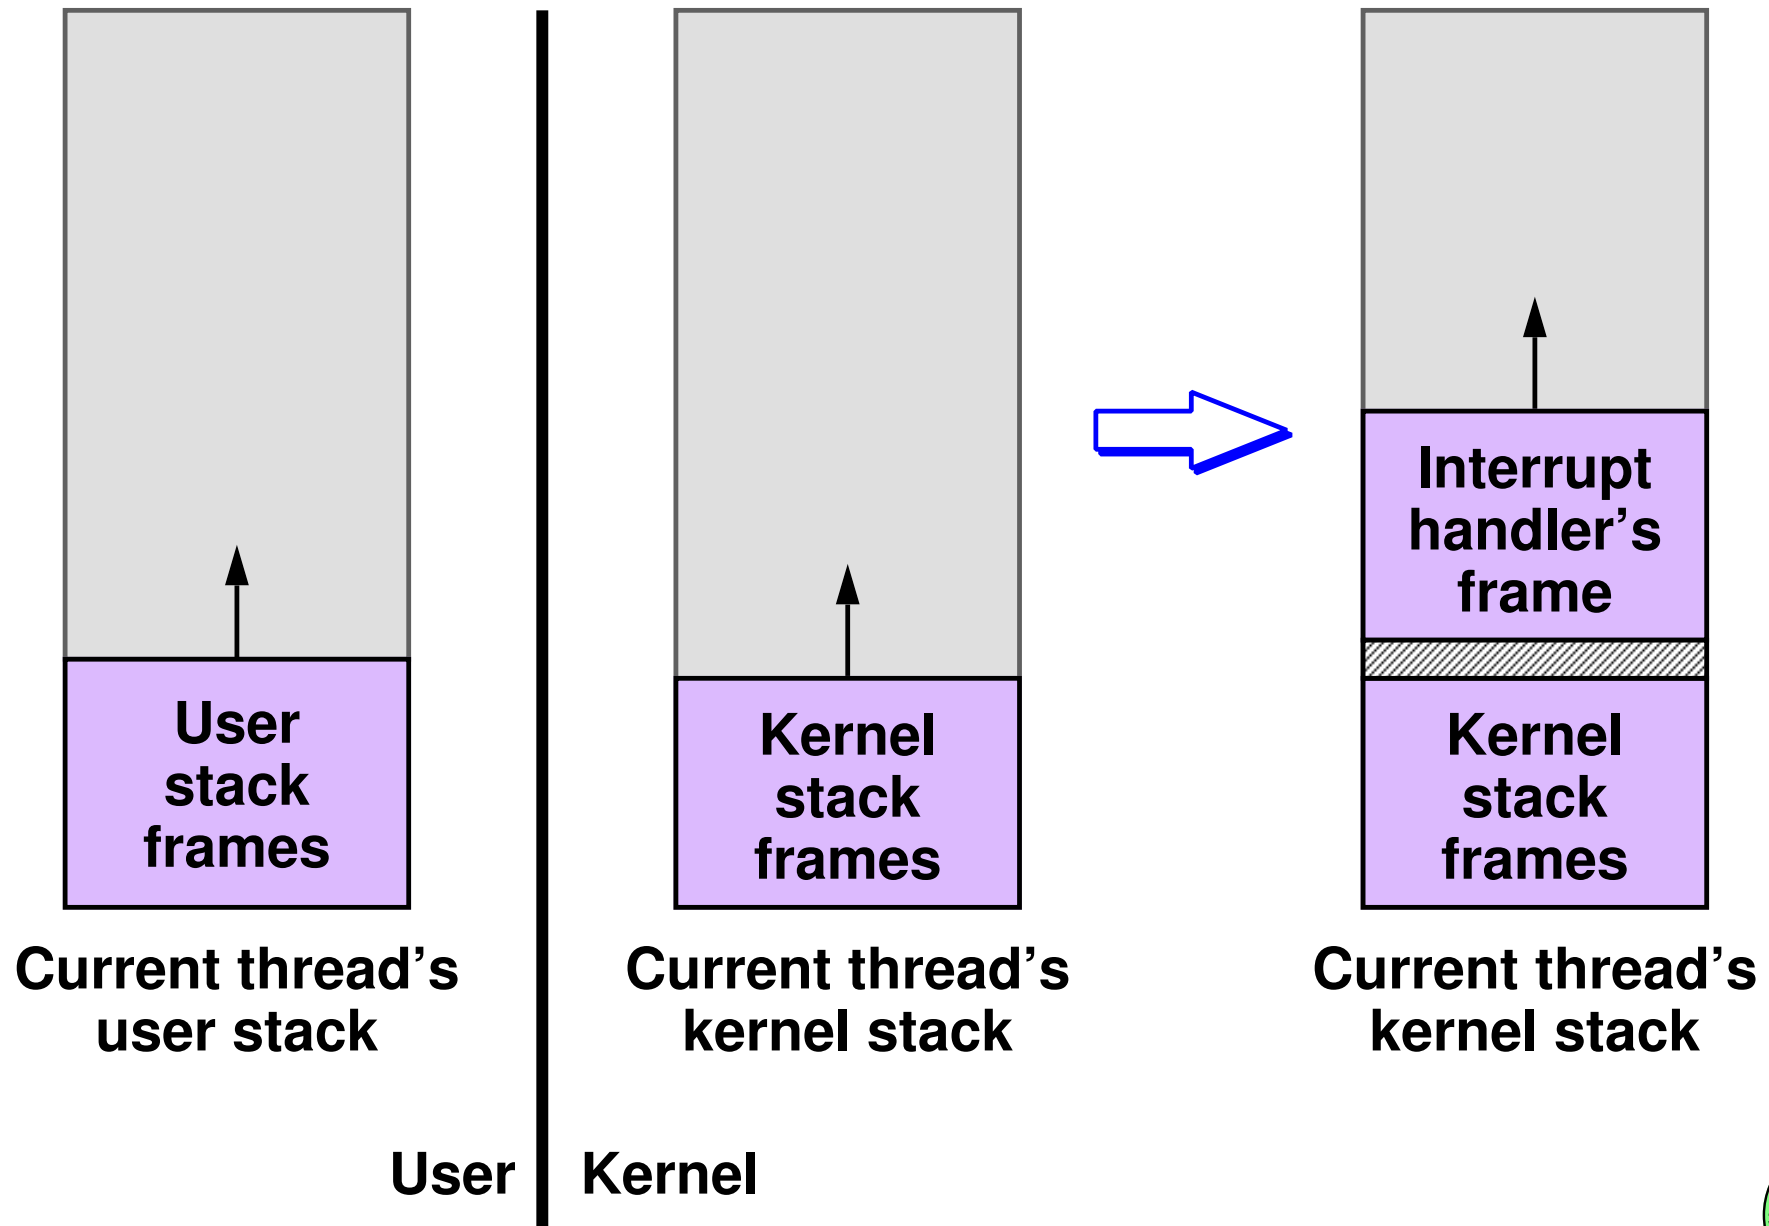 User
stack
frames
Kernel
stack
frames
Interrupt
handler’s
frame
Kernel
stack
frames
Current thread’s
user stack
Current thread’s
kernel stack
Current thread’s
kernel stack
User
Kernel